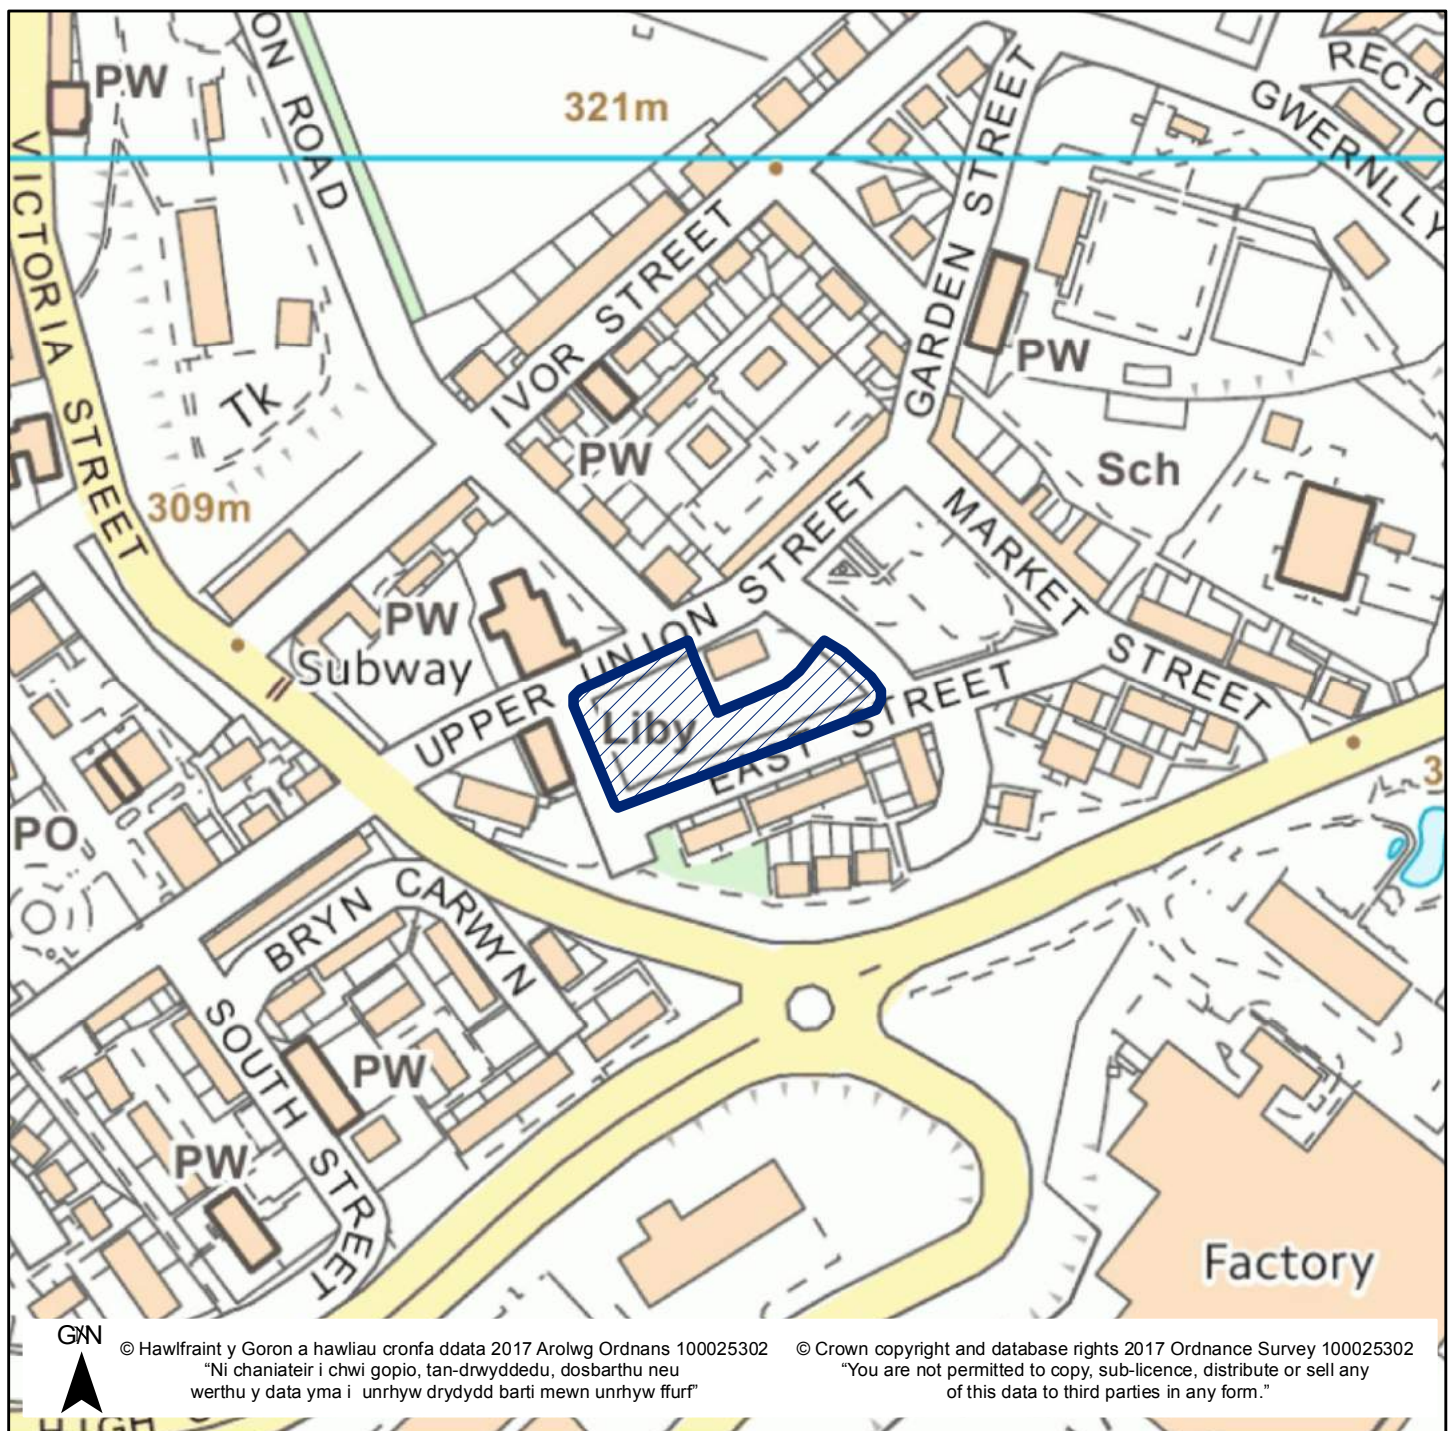 PW
ON ROAD
VICTORIA STREET
321m
RECTO
GWERNLLY
GARDEN STREET
IVOR STREET
PW
PW
Tk
Sch
309m
MARKET STREET
PW
Subway
UPPER UNION STREET
Liby
EAST STREET
3
PO
BRYN CARWYN
SOUTH STREET
PW
PW
Factory
GN
© Hawlfraint y Goron a hawliau cronfa ddata 2017 Arolwg Ordnans 100025302
“Ni chaniateir i chwi gopio, tan-drwyddedu, dosbarthu neu
werthu y data yma i unrhyw drydydd barti mewn unrhyw ffurf”
© Crown copyright and database rights 2017 Ordnance Survey 100025302
“You are not permitted to copy, sub-licence, distribute or sell any
of this data to third parties in any form.”
HIGH